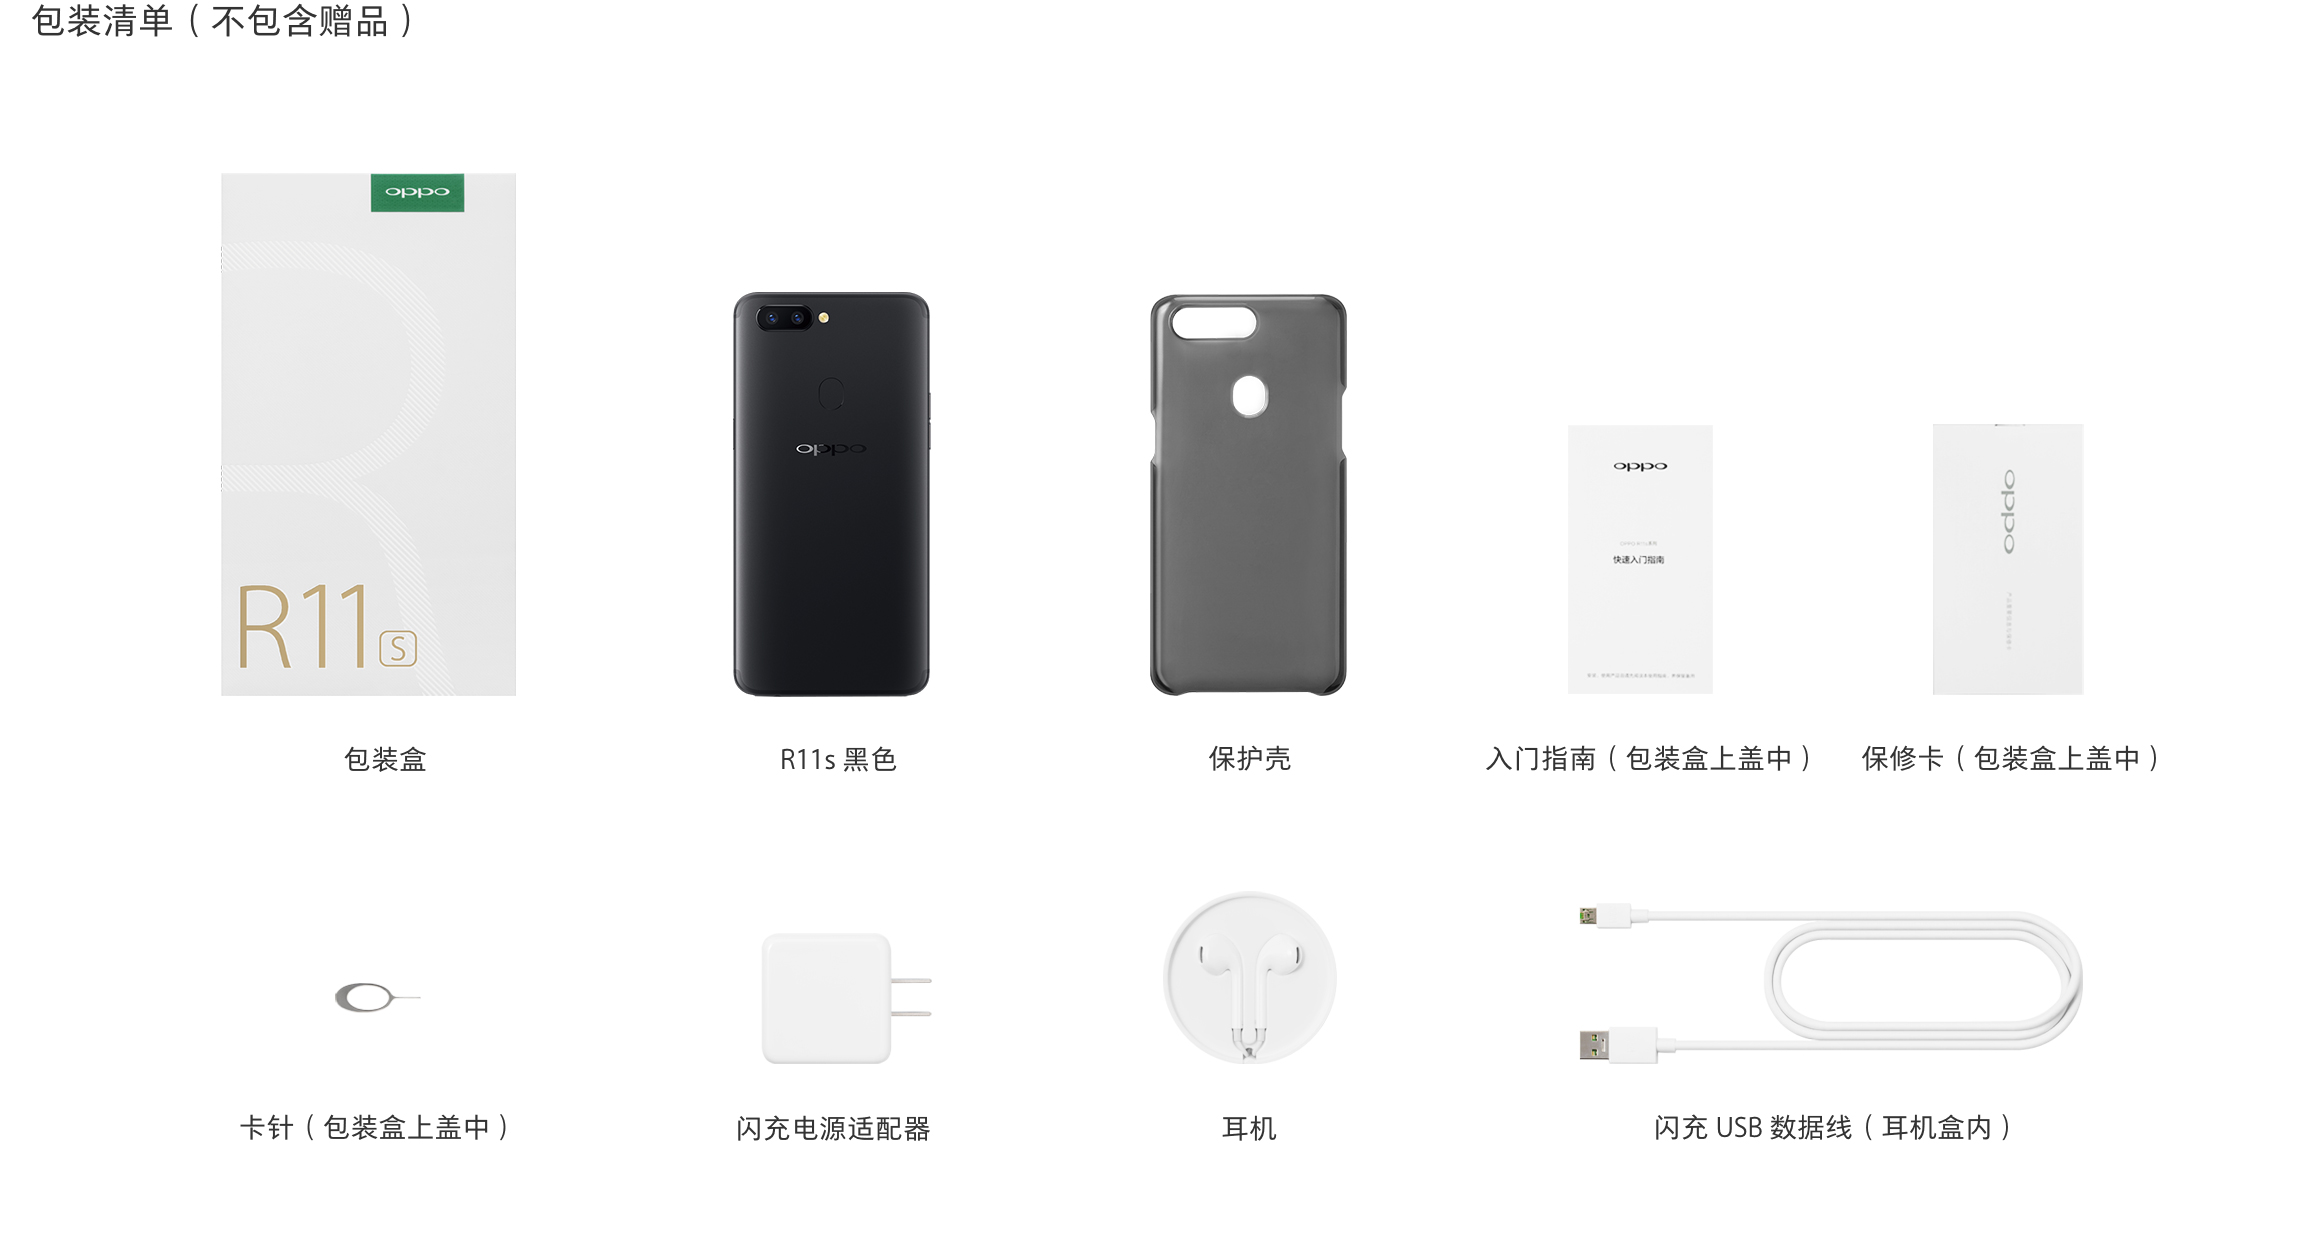 包装清单（不包含赠品）
OPPO
R11s
OPPO
OPPO
快速入门指南
OPPO
包装盒
R11s 黑色
保护壳
入门指南（包装盒上盖中）
保修卡（包装盒上盖中）
卡针（包装盒上盖中）
闪充电源适配器
耳机
闪充 USB 数据线（耳机盒内）